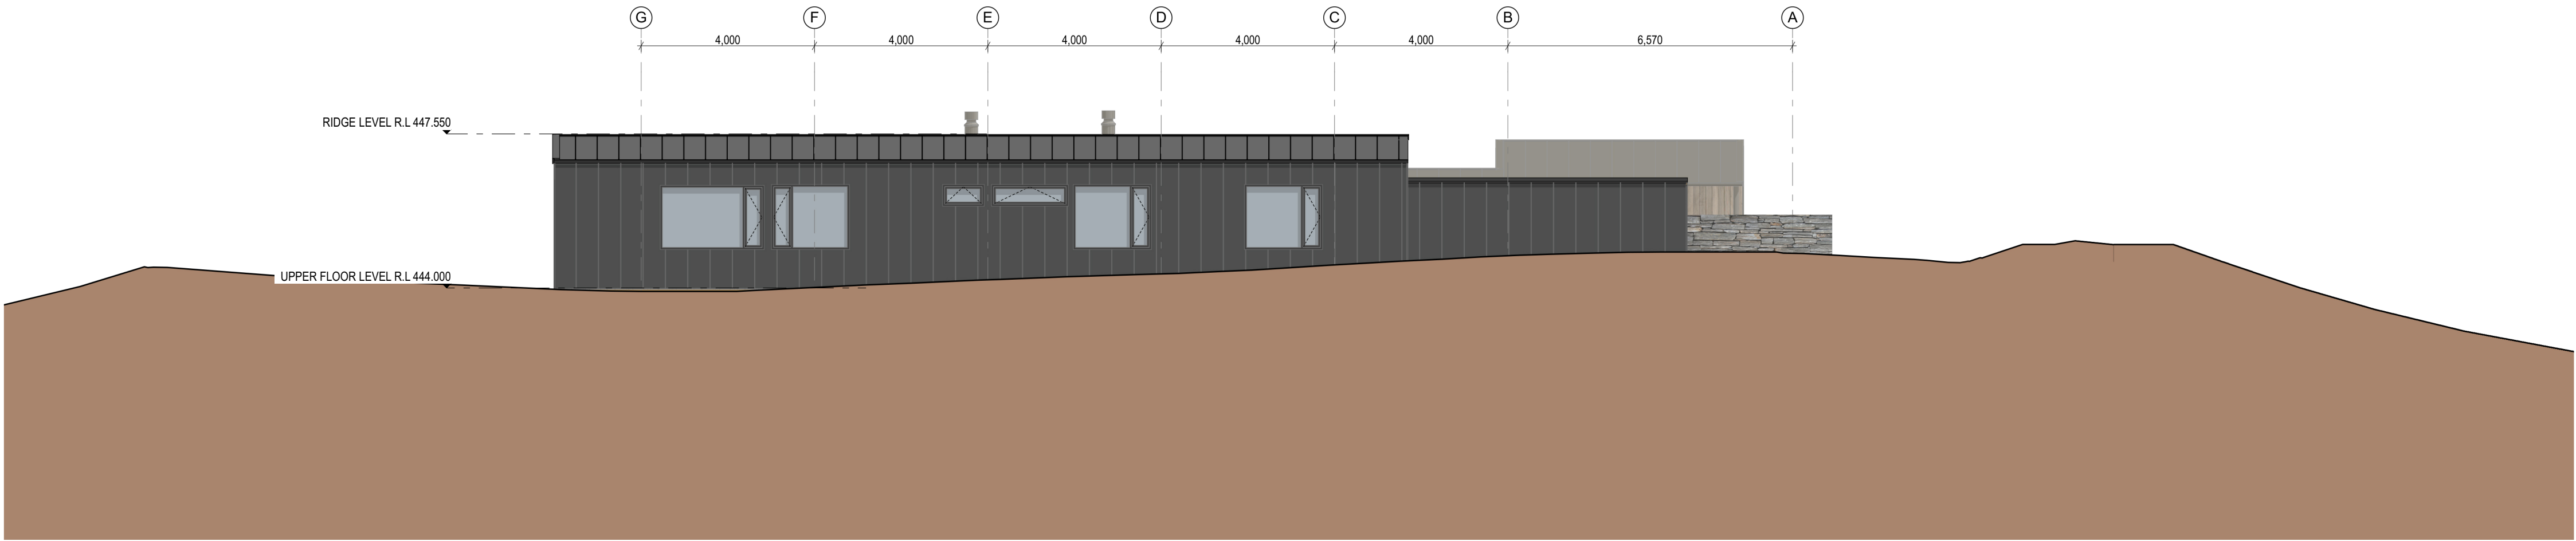 G F E D C B A
4,000 4,000 4,000 4,000 4,000 6,570
RIDGE LEVEL R.L 447.550
UPPER FLOOR LEVEL R.L 444.000